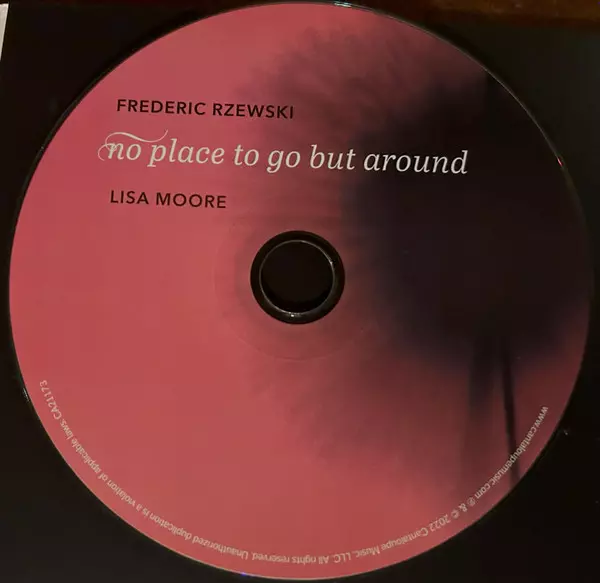 FREDERIC RZEWSKI
no place to go but around
LISA MOORE
www.cantaloupemusic.com ℗ & © 2022 Cantaloupe Music, LLC. All rights reserved. Unauthorized duplication is a violation of applicable laws. CA21173